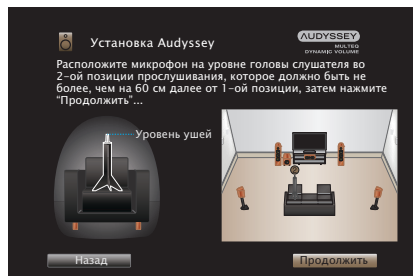 Установка Audyssey
AUDYSSEY
MULTEQ
DYNAMIC VOLUME
Расположите микрофон на уровне головы слушателя во
2-ой позиции прослушивания, которое должно быть не
более, чем на 60 см далее от 1-ой позиции, затем нажмите
“Продолжить”...
Уровень ушей
Назад
Продолжить